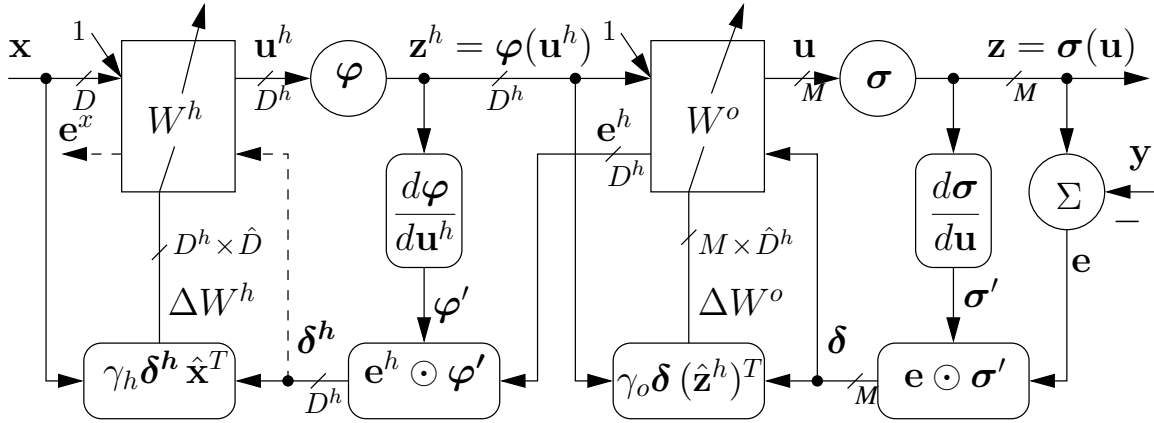 x 1 u^h z^h = φ(u^h) 1 u z = σ(u)
D W^h D^h φ D^h W^o M σ M
e^x e^h D^h y
dφ/du^h dσ/du Σ −
D^h × D̂ M × D̂^h e
ΔW^h φ′ ΔW^o σ′
δ^h δ
γ_h δ^h x̂^T D^h e^h ⊙ φ′ γ_o δ (ẑ^h)^T M e ⊙ σ′